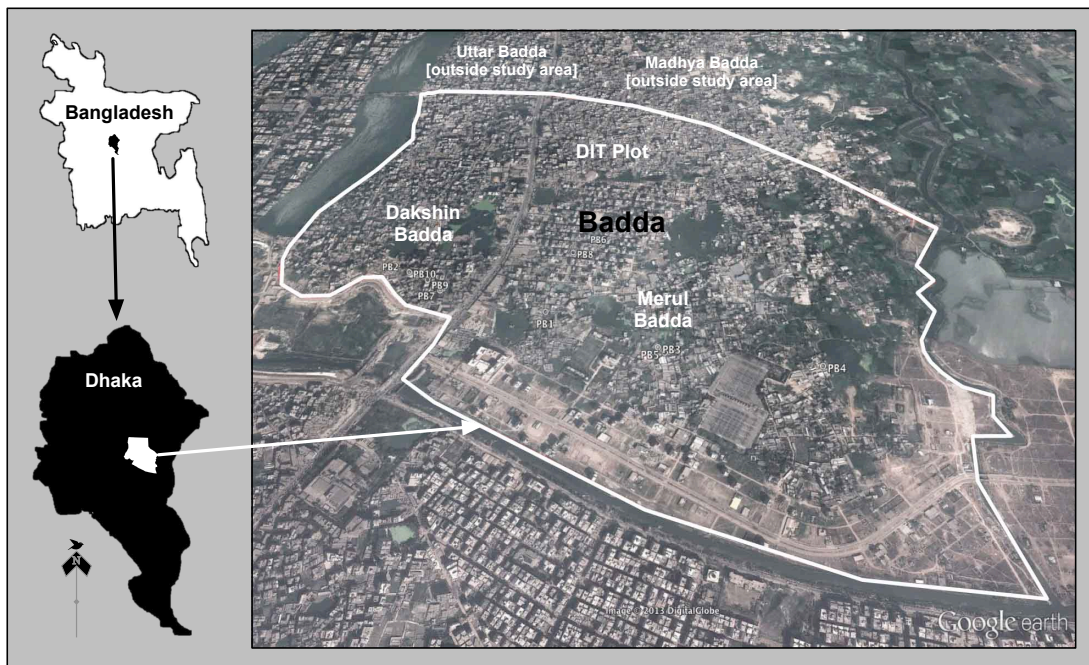 Bangladesh
Dhaka
N
Uttar Badda
[outside study area]
Madhya Badda
[outside study area]
DIT Plot
Dakshin
Badda
Badda
PB6
PB8
PB2
PB10
PB9
PB7
Merul
Badda
PB1
PB5
PB3
PB4
Image © 2013 DigitalGlobe
Google earth